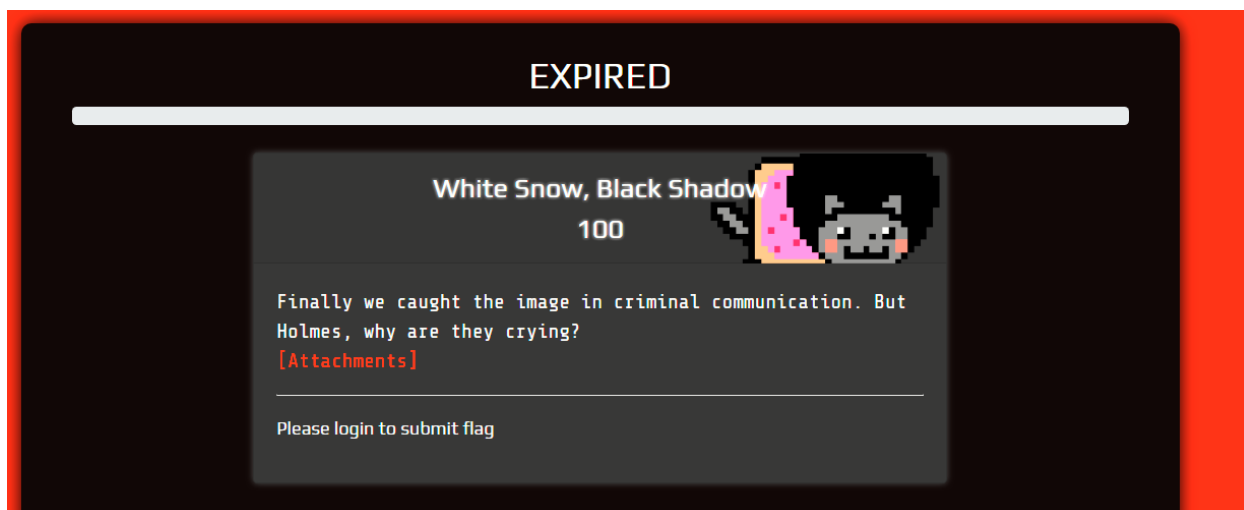 EXPIRED
White Snow, Black Shadow
100
Finally we caught the image in criminal communication. But
Holmes, why are they crying?
[Attachments]
Please login to submit flag